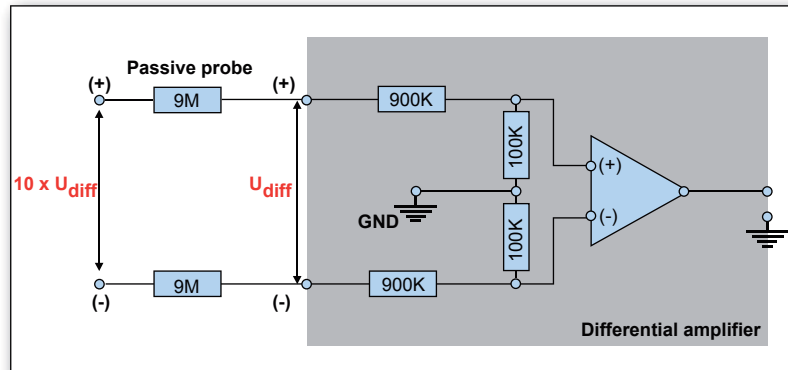 Passive probe
(+)
(+)
9M
900K
100K
(+)
10 x Udiff
Udiff
GND
100K
(-)
9M
900K
(-)
(-)
Differential amplifier